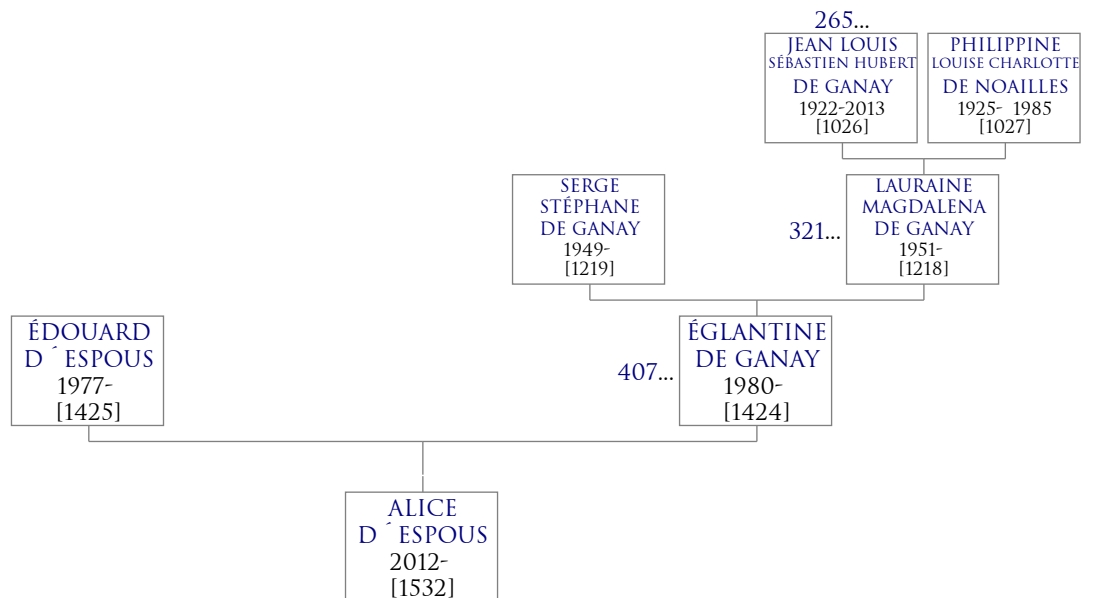 265...
JEAN LOUIS
SÉBASTIEN HUBERT
DE GANAY
1922-2013
[1026]
PHILIPPINE
LOUISE CHARLOTTE
DE NOAILLES
1925- 1985
[1027]
SERGE
STÉPHANE
DE GANAY
1949-
[1219]
321...
LAURAINE
MAGDALENA
DE GANAY
1951-
[1218]
ÉDOUARD
D ´ ESPOUS
1977-
[1425]
407...
ÉGLANTINE
DE GANAY
1980-
[1424]
ALICE
D ´ ESPOUS
2012-
[1532]